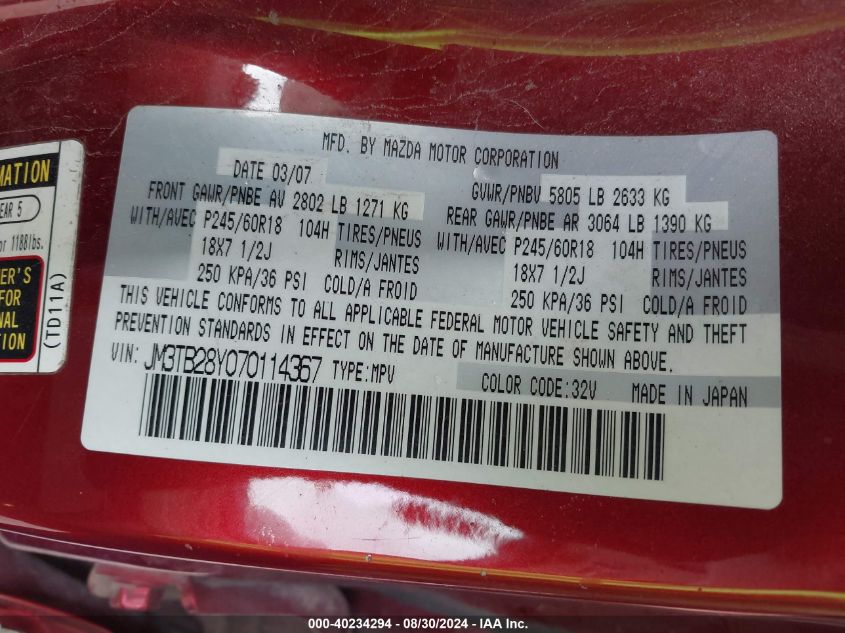 MATION
EAR 5
or 1188lbs.
ER'S
FOR
NAL
TION
(TD11A)
MFD. BY MAZDA MOTOR CORPORATION
DATE 03/07
GVWR/PNBV 5805 LB 2633 KG
FRONT GAWR/PNBE AV 2802 LB 1271 KG
REAR GAWR/PNBE AR 3064 LB 1390 KG
WITH/AVEC P245/60R18 104H TIRES/PNEUS WITH/AVEC P245/60R18 104H TIRES/PNEUS
18X7 1/2J RIMS/JANTES 18X7 1/2J RIMS/JANTES
250 KPA/36 PSI COLD/A FROID 250 KPA/36 PSI COLD/A FROID
THIS VEHICLE CONFORMS TO ALL APPLICABLE FEDERAL MOTOR VEHICLE SAFETY AND THEFT
PREVENTION STANDARDS IN EFFECT ON THE DATE OF MANUFACTURE SHOWN ABOVE.
VIN: JM3TB28Y070114367 TYPE:MPV
COLOR CODE:32V MADE IN JAPAN
000-40234294 - 08/30/2024 - IAA Inc.